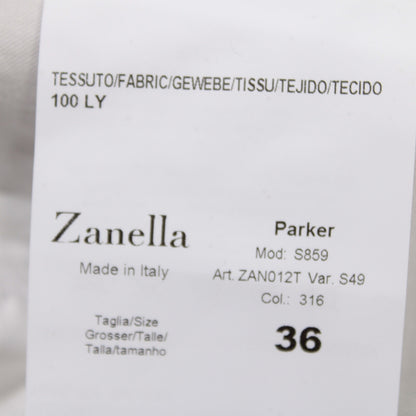 TESSUTO/FABRIC/GEWEBE/TISSU/TEJIDO/TECIDO
100 LY
Zanella
Made in Italy
Parker
Mod: S859
Art. ZAN012T Var. S49
Col.: 316
Taglia/Size
Grosser/Talle/
Talla/tamanho
36